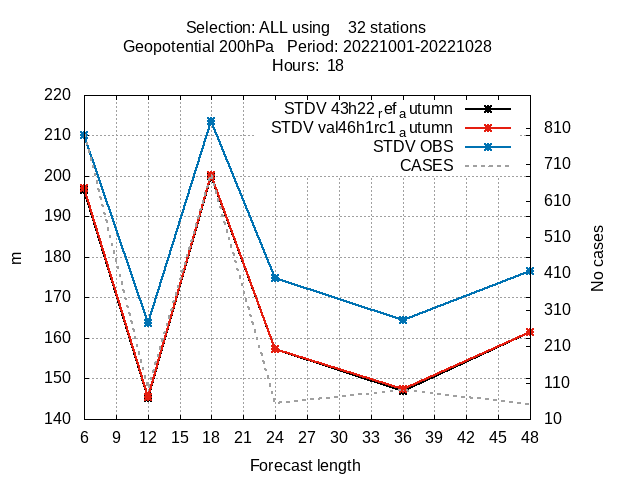 Selection: ALL using 32 stations
Geopotential 200hPa Period: 20221001-20221028
Hours: 18
STDV 43h22_ref_autumn
STDV val46h1rc1_autumn
STDV OBS
CASES
220
210
200
190
180
170
160
150
140
m
810
710
610
510
410
310
210
110
10
No cases
6 9 12 15 18 21 24 27 30 33 36 39 42 45 48
Forecast length